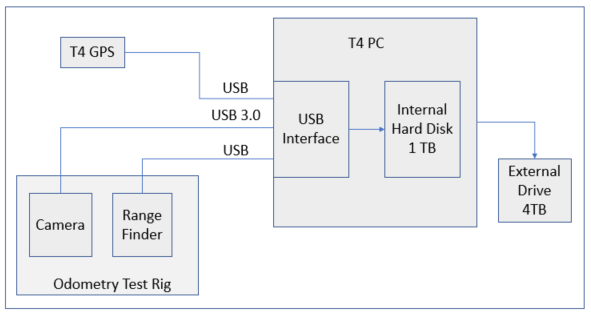 T4 GPS
T4 PC
USB
USB 3.0
USB
USB
Interface
Internal
Hard Disk
1 TB
External
Drive
4TB
Camera
Range
Finder
Odometry Test Rig